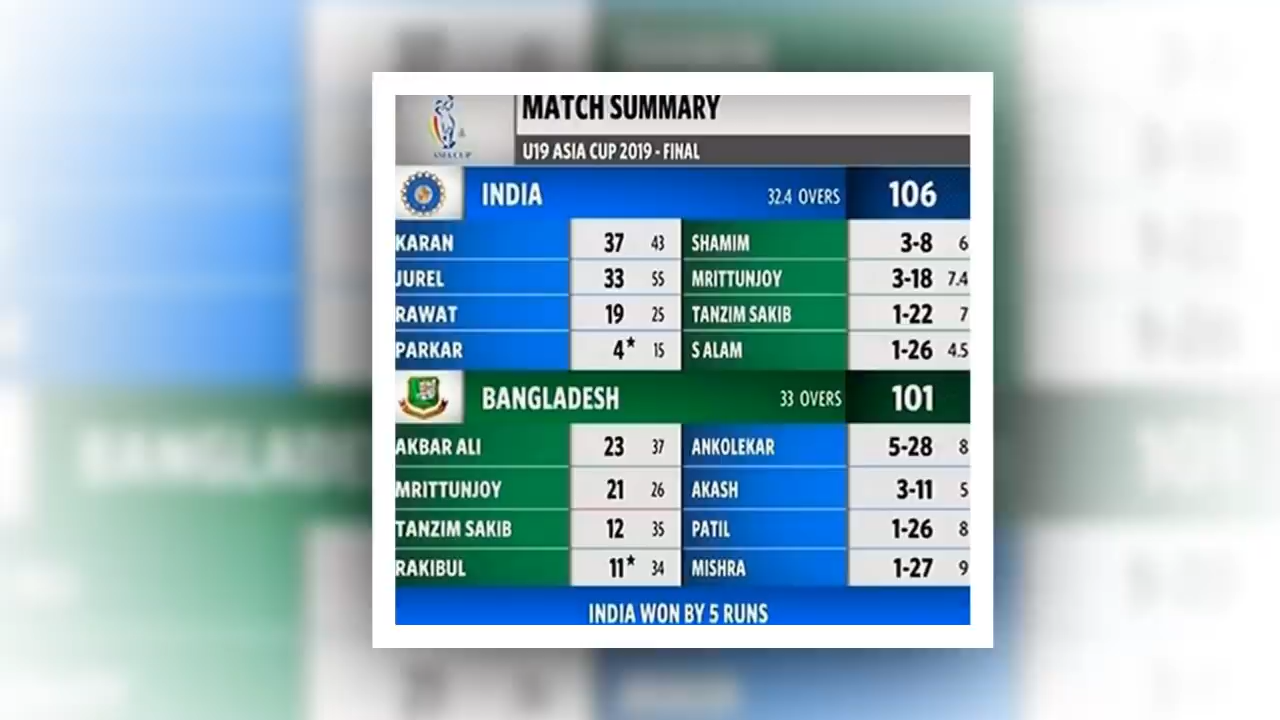 MATCH SUMMARY
ASIA CUP
U19 ASIA CUP 2019 - FINAL
INDIA 32.4 OVERS 106
KARAN 37 43 SHAMIM 3-8 6
JUREL 33 55 MRITTUNJOY 3-18 7.4
RAWAT 19 25 TANZIM SAKIB 1-22 7
PARKAR 4* 15 S ALAM 1-26 4.5
BANGLADESH 33 OVERS 101
AKBAR ALI 23 37 ANKOLEKAR 5-28 8
MRITTUNJOY 21 26 AKASH 3-11 5
TANZIM SAKIB 12 35 PATIL 1-26 8
RAKIBUL 11* 34 MISHRA 1-27 9
INDIA WON BY 5 RUNS